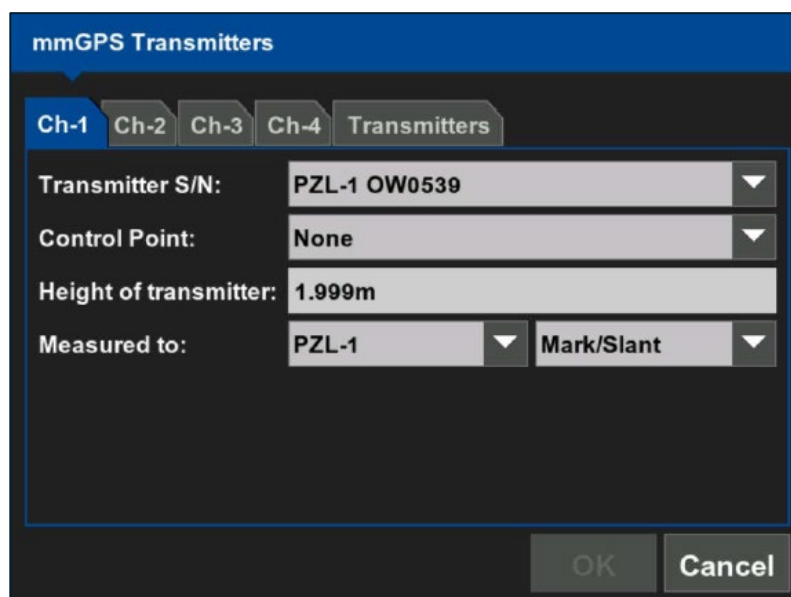 mmGPS Transmitters
Ch-1 Ch-2 Ch-3 Ch-4 Transmitters
Transmitter S/N: PZL-1 OW0539
Control Point: None
Height of transmitter: 1.999m
Measured to: PZL-1 Mark/Slant
OK Cancel